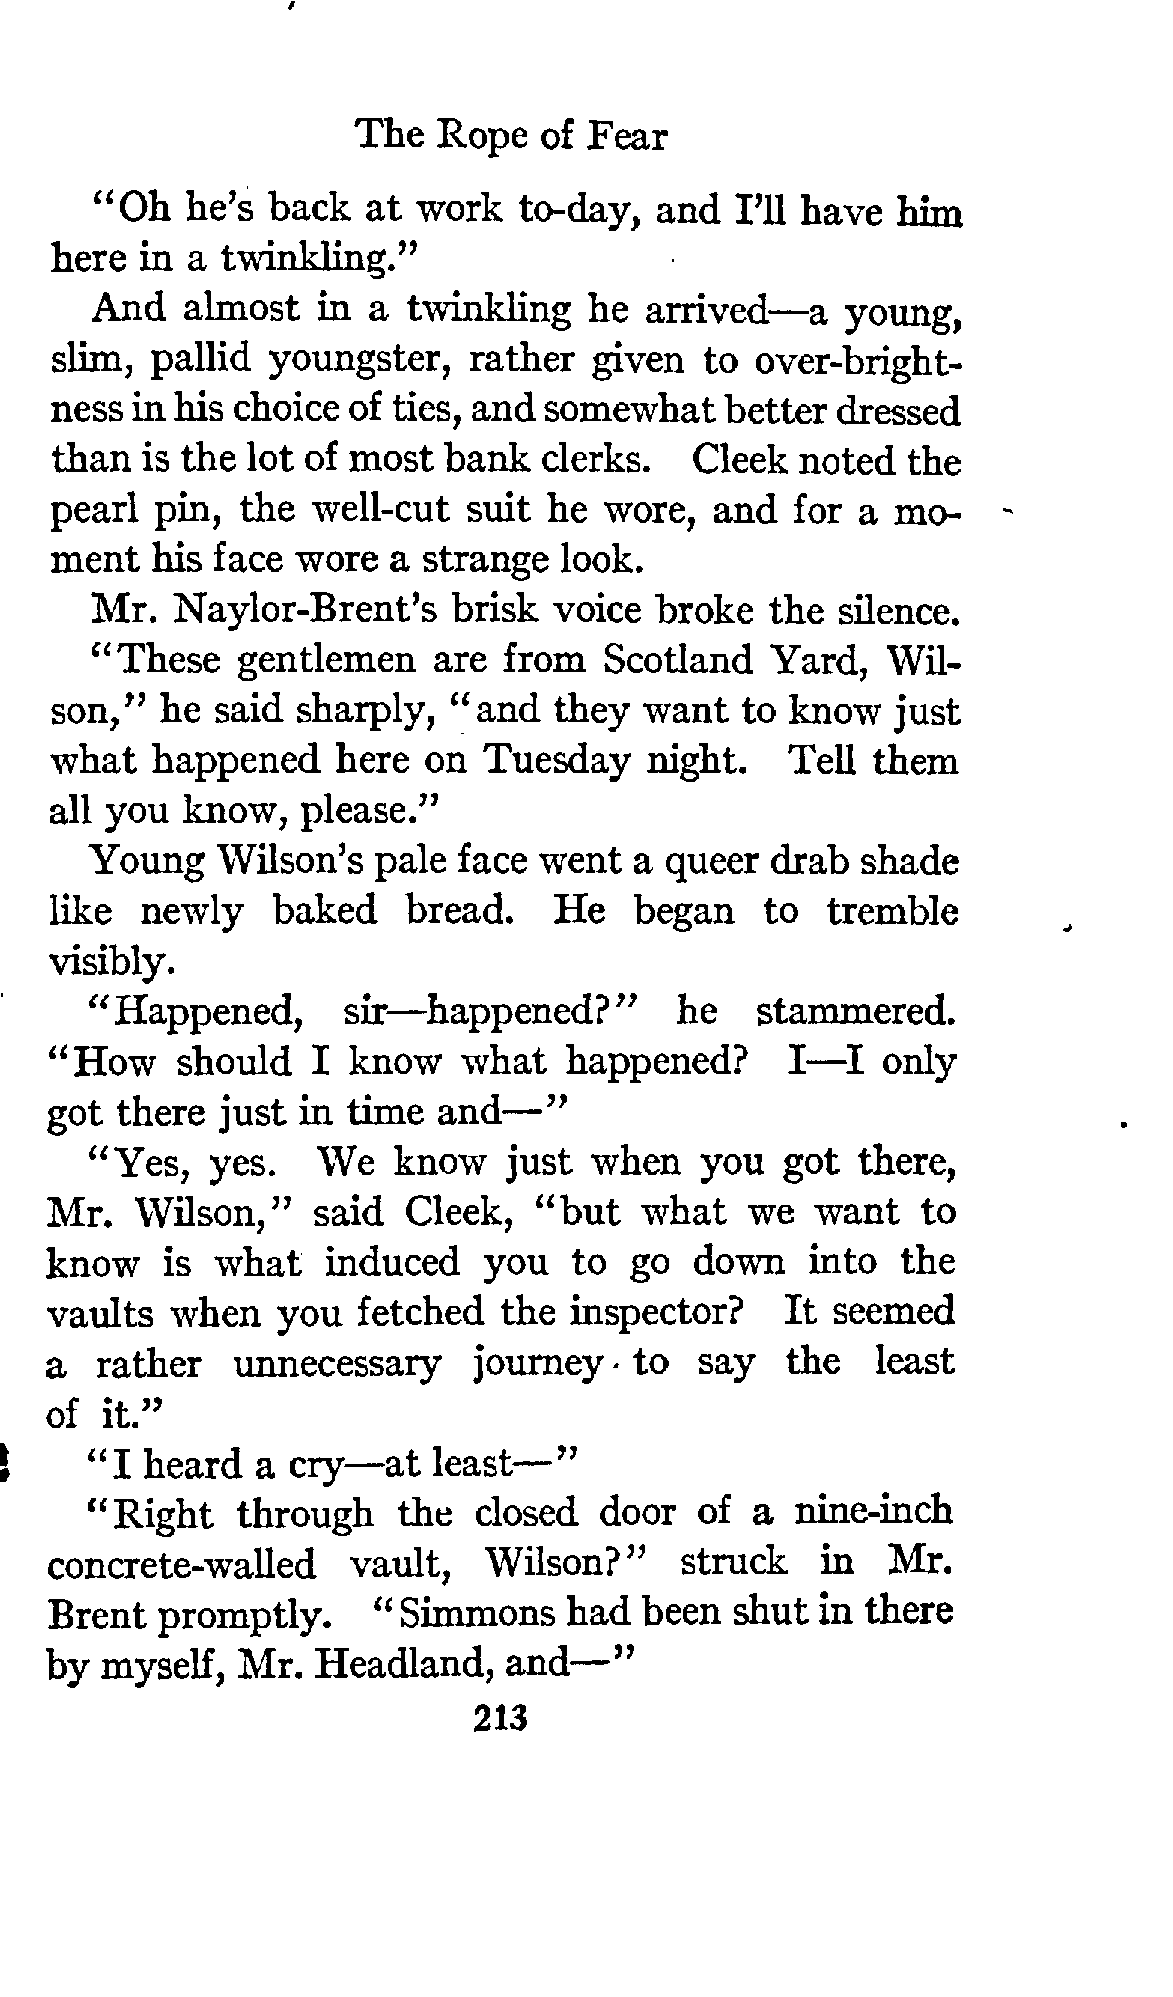 The Rope of Fear
“Oh he’s back at work to-day, and I’ll have him
here in a twinkling.”
And almost in a twinkling he arrived—a young,
slim, pallid youngster, rather given to over-bright-
ness in his choice of ties, and somewhat better dressed
than is the lot of most bank clerks. Cleek noted the
pearl pin, the well-cut suit he wore, and for a mo-
ment his face wore a strange look.
Mr. Naylor-Brent’s brisk voice broke the silence.
“These gentlemen are from Scotland Yard, Wil-
son,” he said sharply, “and they want to know just
what happened here on Tuesday night. Tell them
all you know, please.”
Young Wilson’s pale face went a queer drab shade
like newly baked bread. He began to tremble
visibly.
“Happened, sir—happened?” he stammered.
“How should I know what happened? I—I only
got there just in time and—”
“Yes, yes. We know just when you got there,
Mr. Wilson,” said Cleek, “but what we want to
know is what induced you to go down into the
vaults when you fetched the inspector? It seemed
a rather unnecessary journey to say the least
of it.”
“I heard a cry—at least—”
“Right through the closed door of a nine-inch
concrete-walled vault, Wilson?” struck in Mr.
Brent promptly. “Simmons had been shut in there
by myself, Mr. Headland, and—”
213